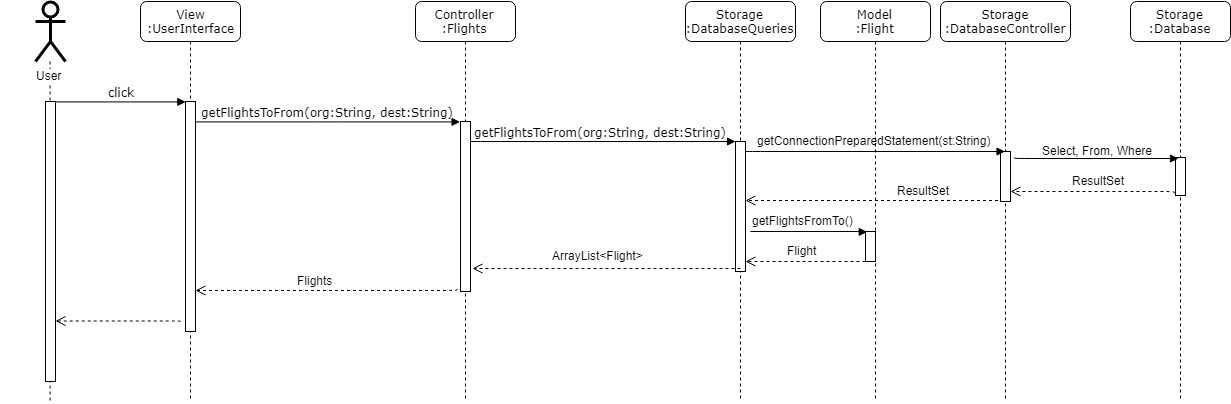 View
:UserInterface
Controller
:Flights
Storage
:DatabaseQueries
Model
:Flight
Storage
:DatabaseController
Storage
:Database
User
click
getFlightsToFrom(org:String, dest:String)
getFlightsToFrom(org:String, dest:String)
getConnectionPreparedStatement(st:String)
Select, From, Where
ResultSet
ResultSet
getFlightsFromTo()
Flight
ArrayList<Flight>
Flights